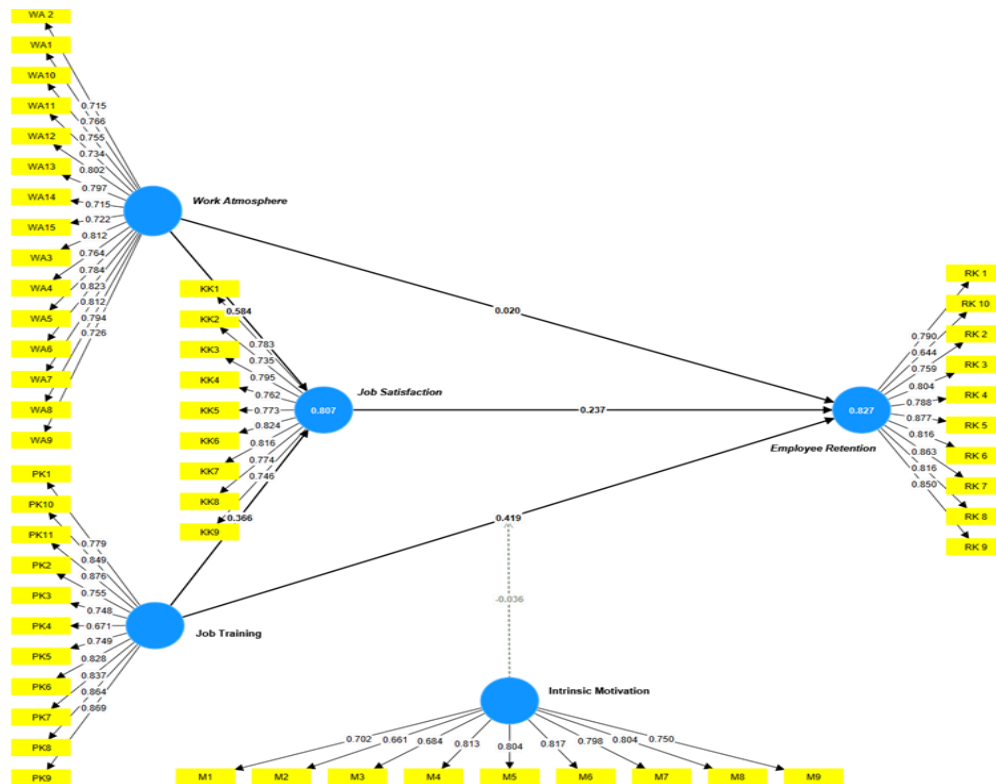 WA 2
WA1
WA10
WA11
WA12
WA13
WA14
WA15
WA3
WA4
WA5
WA6
WA7
WA8
WA9
0.715
0.766
0.755
0.734
0.802
0.797
0.715
0.722
0.812
0.764
0.784
0.823
0.812
0.794
0.726
Work Atmosphere
0.584
0.020
KK1
KK2
KK3
KK4
KK5
KK6
KK7
KK8
KK9
0.783
0.735
0.795
0.762
0.773
0.824
0.816
0.774
0.746
Job Satisfaction
0.807
0.237
0.366
PK1
PK10
PK11
PK2
PK3
PK4
PK5
PK6
PK7
PK8
PK9
0.779
0.849
0.876
0.755
0.748
0.671
0.749
0.828
0.837
0.864
0.869
Job Training
0.419
-0.036
RK 1
RK 10
RK 2
RK 3
RK 4
RK 5
RK 6
RK 7
RK 8
RK 9
0.790
0.644
0.759
0.804
0.788
0.877
0.816
0.863
0.816
0.850
0.827
Employee Retention
Intrinsic Motivation
0.702
0.661
0.684
0.813
0.804
0.817
0.798
0.804
0.750
M1
M2
M3
M4
M5
M6
M7
M8
M9